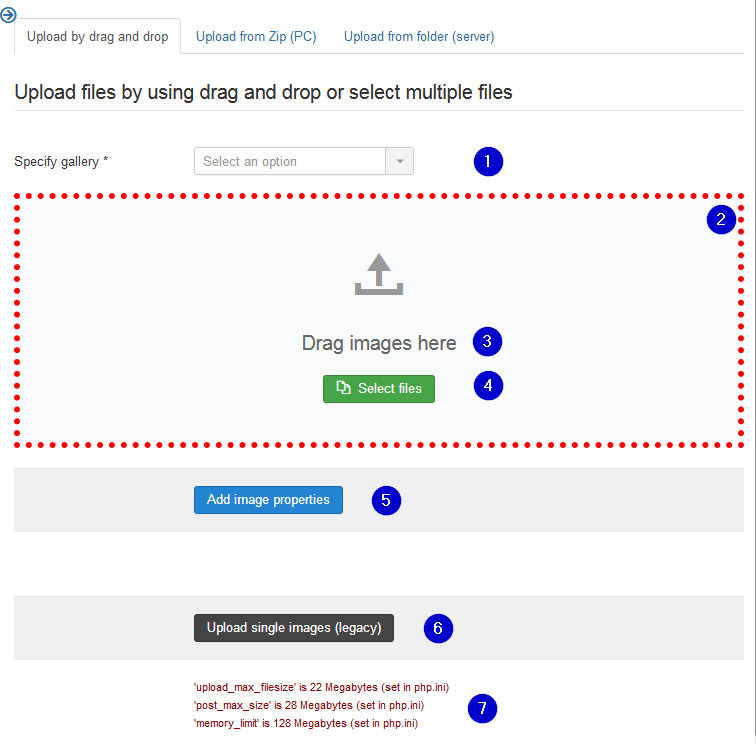 Upload by drag and drop Upload from Zip (PC) Upload from folder (server)
Upload files by using drag and drop or select multiple files
Specify gallery * Select an option 1
2
Drag images here 3
Select files 4
Add image properties 5
Upload single images (legacy) 6
'upload_max_filesize' is 22 Megabytes (set in php.ini)
'post_max_size' is 28 Megabytes (set in php.ini) 7
'memory_limit' is 128 Megabytes (set in php.ini)